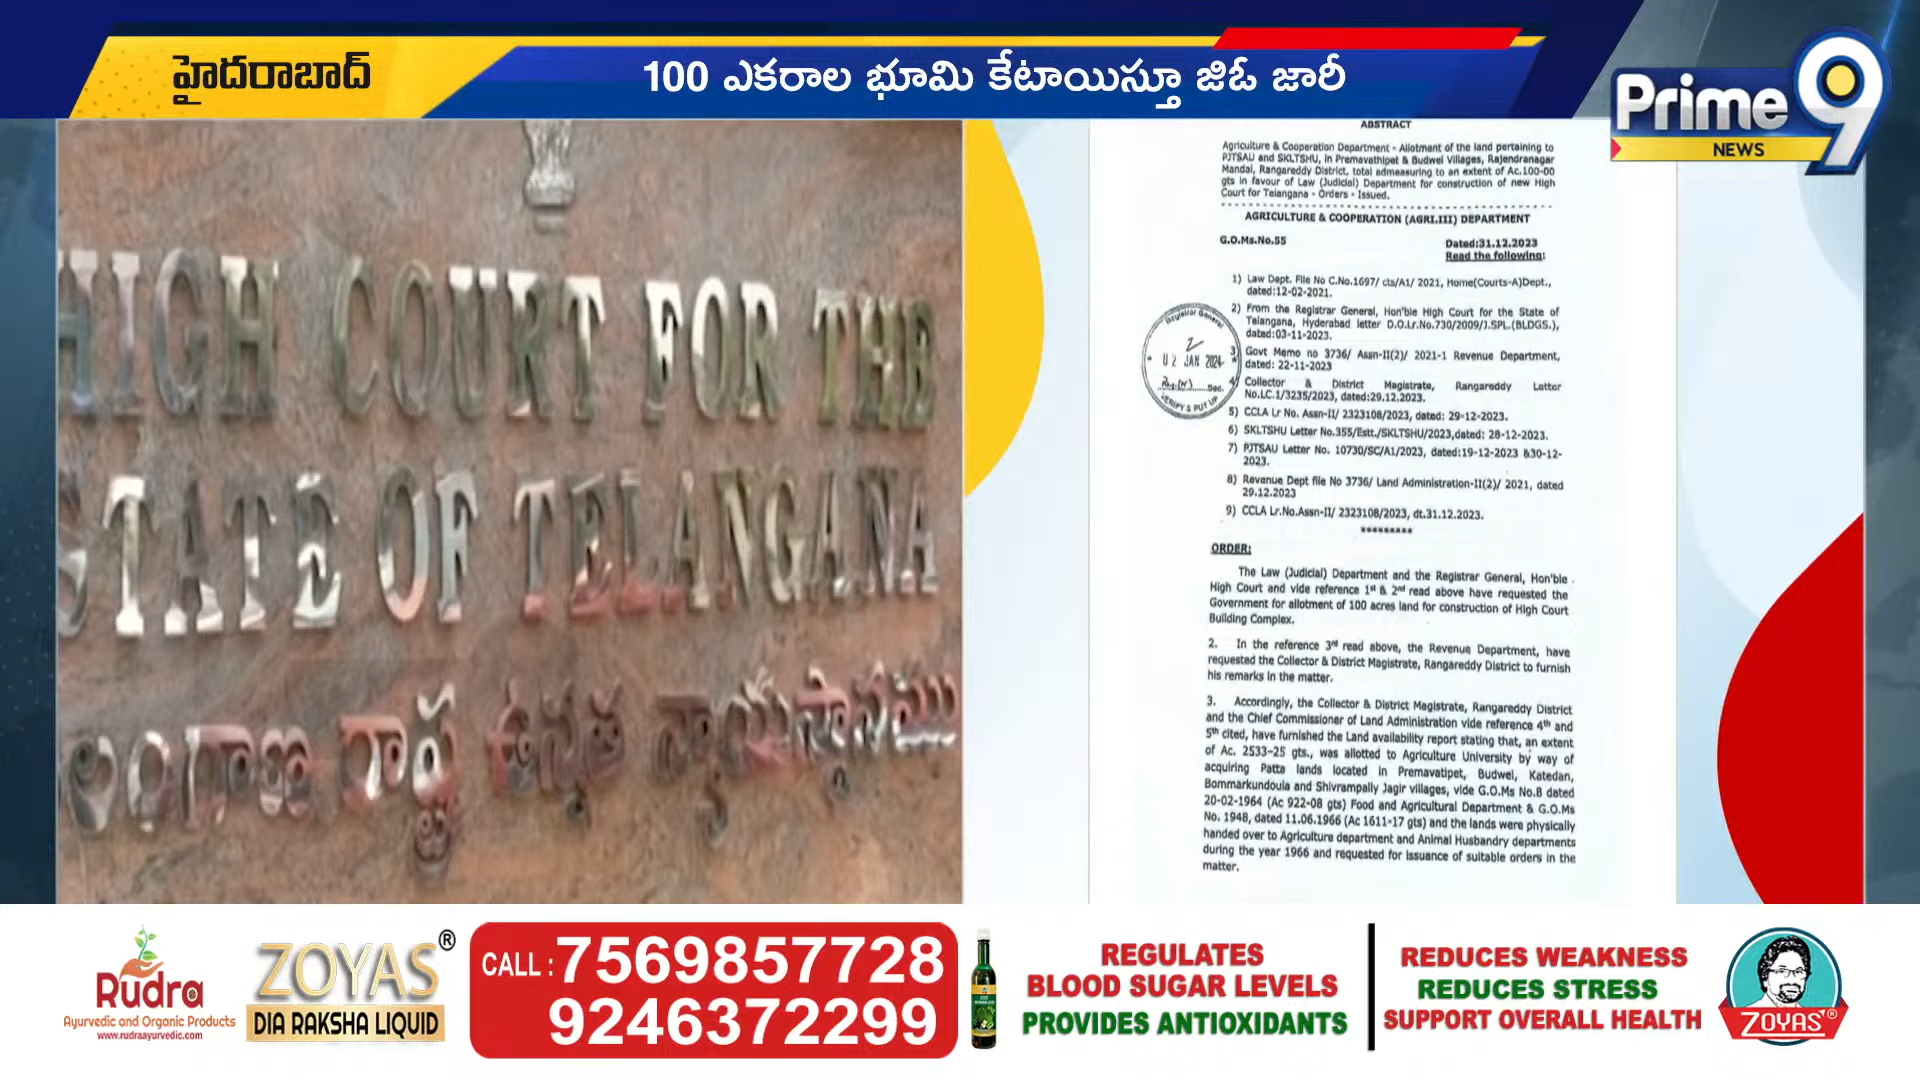 హైదరాబాద్
100 ఎకరాల భూమి కేటాయిస్తూ జిఓ జారీ
Prime9
NEWS
HIGH COURT FOR THE
STATE OF TELANGANA
తెలంగాణ రాష్ట్ర ఉన్నత న్యాయస్థానము
ABSTRACT
Agriculture & Cooperation Department - Allotment of the land pertaining to
PJTSAU and SKLTSHU, in Premavathipet & Budwel Villages, Rajendranagar
Mandal, Rangareddy District, total admeasuring to an extent of Ac.100-00
gts in favour of Law (Judicial) Department for construction of new High
Court for Telangana - Orders - Issued.
AGRICULTURE & COOPERATION (AGRI.III) DEPARTMENT
G.O.Ms.No.55
Dated:31.12.2023
Read the following:
1) Law Dept. File No C.No.1697/ cts/A1/ 2021, Home(Courts-A)Dept.,
dated:12-02-2021.
2) From the Registrar General, Hon'ble High Court for the State of
Telangana, Hyderabad letter D.O.Lr.No.730/2009/J.SPL.(BLDGS.),
dated:03-11-2023.
3) Govt Memo no 3736/ Assn-II(2)/ 2021-1 Revenue Department,
dated: 22-11-2023
4) Collector & District Magistrate, Rangareddy Letter
No.LC.1/3235/2023, dated:29.12.2023.
5) CCLA Lr No. Assn-II/ 2323108/2023, dated: 29-12-2023.
6) SKLTSHU Letter No.355/Estt./SKLTSHU/2023,dated: 28-12-2023.
7) PJTSAU Letter No. 10730/SC/A1/2023, dated:19-12-2023 &30-12-
2023.
8) Revenue Dept file No 3736/ Land Administration-II(2)/ 2021, dated
29.12.2023
9) CCLA Lr.No.Assn-II/ 2323108/2023, dt.31.12.2023.
*********
Registrar General
02 JAN 2024
Sec.
VERIFY & PUT UP
ORDER:
The Law (Judicial) Department and the Registrar General, Hon'ble
High Court and vide reference 1st & 2nd read above have requested the
Government for allotment of 100 acres land for construction of High Court
Building Complex.
2. In the reference 3rd read above, the Revenue Department, have
requested the Collector & District Magistrate, Rangareddy District to furnish
his remarks in the matter.
3. Accordingly, the Collector & District Magistrate, Rangareddy District
and the Chief Commissioner of Land Administration vide reference 4th and
5th cited, have furnished the Land availability report stating that, an extent
of Ac. 2533-25 gts., was allotted to Agriculture University by way of
acquiring Patta lands located in Premavatipet, Budwel, Katedan,
Bommarkundoula and Shivrampally Jagir villages, vide G.O.Ms No.8 dated
20-02-1964 (Ac 922-08 gts) Food and Agricultural Department & G.O.Ms
No. 1948, dated 11.06.1966 (Ac 1611-17 gts) and the lands were physically
handed over to Agriculture department and Animal Husbandry departments
during the year 1966 and requested for issuance of suitable orders in the
matter.
Rudra
Ayurvedic and Organic Products
www.rudraayurvedic.com
ZOYAS®
DIA RAKSHA LIQUID
CALL : 7569857728
9246372299
REGULATES
BLOOD SUGAR LEVELS
PROVIDES ANTIOXIDANTS
REDUCES WEAKNESS
REDUCES STRESS
SUPPORT OVERALL HEALTH
ZOYAS®